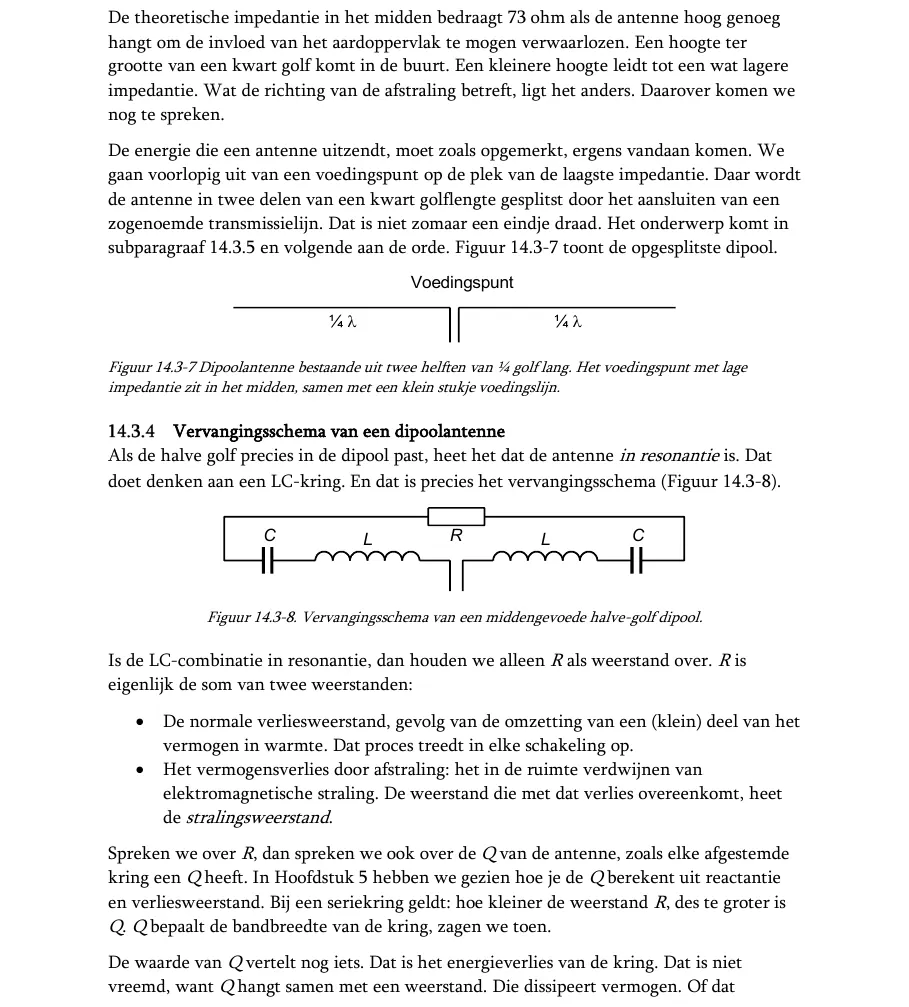 De theoretische impedantie in het midden bedraagt 73 ohm als de antenne hoog genoeg
hangt om de invloed van het aardoppervlak te mogen verwaarlozen. Een hoogte ter
grootte van een kwart golf komt in de buurt. Een kleinere hoogte leidt tot een wat lagere
impedantie. Wat de richting van de afstraling betreft, ligt het anders. Daarover komen we
nog te spreken.
De energie die een antenne uitzendt, moet zoals opgemerkt, ergens vandaan komen. We
gaan voorlopig uit van een voedingspunt op de plek van de laagste impedantie. Daar wordt
de antenne in twee delen van een kwart golflengte gesplitst door het aansluiten van een
zogenoemde transmissielijn. Dat is niet zomaar een eindje draad. Het onderwerp komt in
subparagraaf 14.3.5 en volgende aan de orde. Figuur 14.3-7 toont de opgesplitste dipool.
Voedingspunt
¼ λ ¼ λ
Figuur 14.3-7 Dipoolantenne bestaande uit twee helften van ¼ golf lang. Het voedingspunt met lage
impedantie zit in het midden, samen met een klein stukje voedingslijn.
14.3.4 Vervangingsschema van een dipoolantenne
Als de halve golf precies in de dipool past, heet het dat de antenne in resonantie is. Dat
doet denken aan een LC-kring. En dat is precies het vervangingsschema (Figuur 14.3-8).
C L R L C
Figuur 14.3-8. Vervangingsschema van een middengevoede halve-golf dipool.
Is de LC-combinatie in resonantie, dan houden we alleen R als weerstand over. R is
eigenlijk de som van twee weerstanden:
• De normale verliesweerstand, gevolg van de omzetting van een (klein) deel van het
vermogen in warmte. Dat proces treedt in elke schakeling op.
• Het vermogensverlies door afstraling: het in de ruimte verdwijnen van
elektromagnetische straling. De weerstand die met dat verlies overeenkomt, heet
de stralingsweerstand.
Spreken we over R, dan spreken we ook over de Q van de antenne, zoals elke afgestemde
kring een Q heeft. In Hoofdstuk 5 hebben we gezien hoe je de Q berekent uit reactantie
en verliesweerstand. Bij een seriekring geldt: hoe kleiner de weerstand R, des te groter is
Q. Q bepaalt de bandbreedte van de kring, zagen we toen.
De waarde van Q vertelt nog iets. Dat is het energieverlies van de kring. Dat is niet
vreemd, want Q hangt samen met een weerstand. Die dissipeert vermogen. Of dat